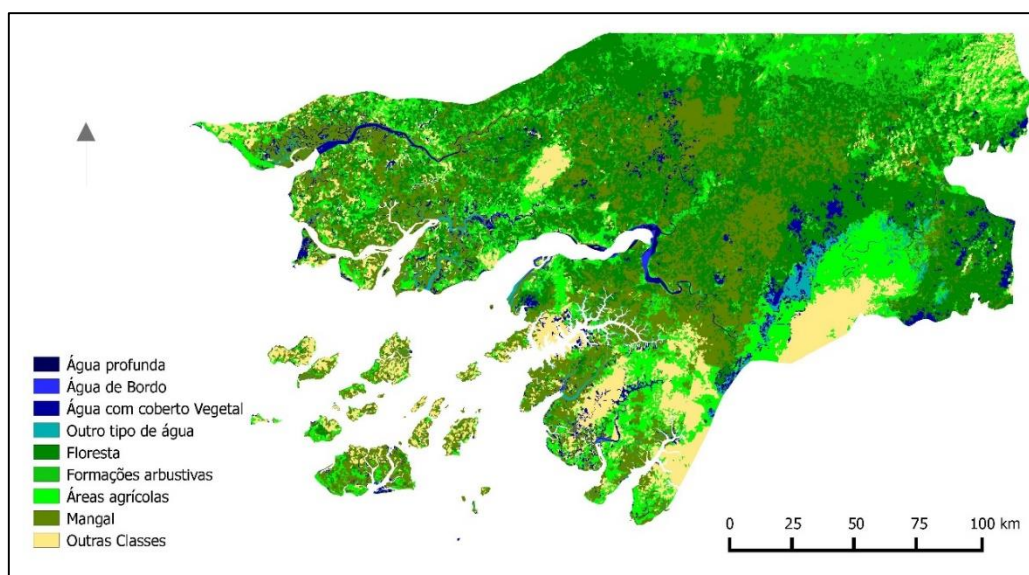 Água profunda
Água de Bordo
Água com coberto Vegetal
Outro tipo de água
Floresta
Formações arbustivas
Áreas agrícolas
Mangal
Outras Classes
0 25 50 75 100 km